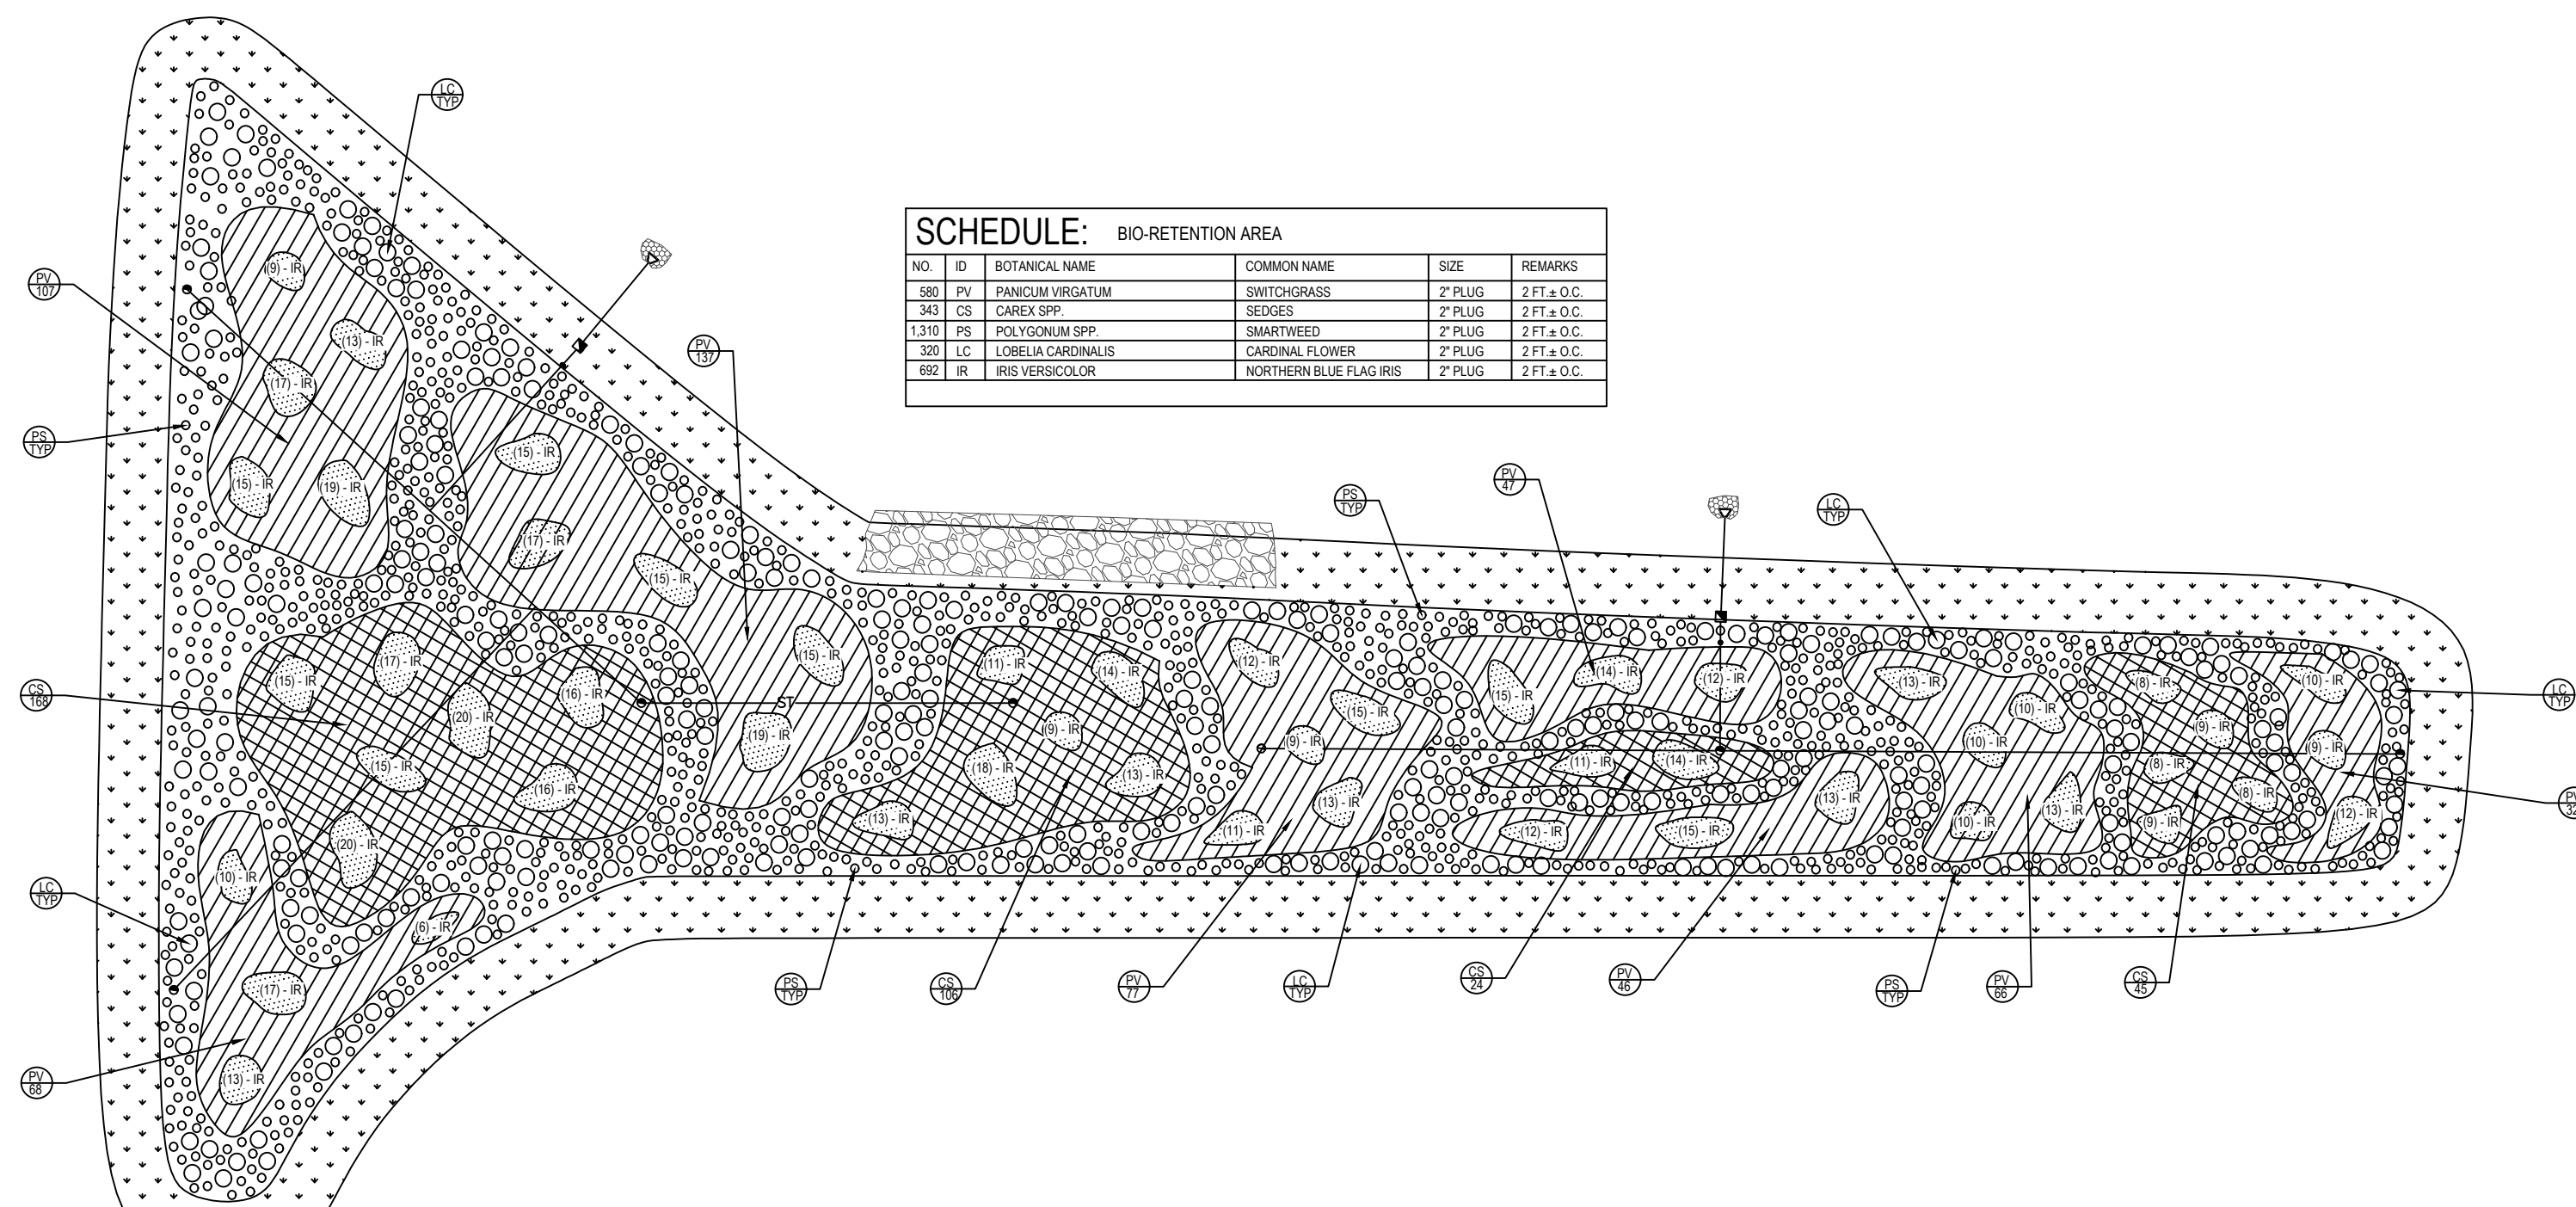 LC
TYP
SCHEDULE: BIO-RETENTION AREA
NO. ID BOTANICAL NAME COMMON NAME SIZE REMARKS
580 PV PANICUM VIRGATUM SWITCHGRASS 2" PLUG 2 FT.± O.C.
343 CS CAREX SPP. SEDGES 2" PLUG 2 FT.± O.C.
1,310 PS POLYGONUM SPP. SMARTWEED 2" PLUG 2 FT.± O.C.
320 LC LOBELIA CARDINALIS CARDINAL FLOWER 2" PLUG 2 FT.± O.C.
692 IR IRIS VERSICOLOR NORTHERN BLUE FLAG IRIS 2" PLUG 2 FT.± O.C.
PV
107
(9) - IR
(13) - IR
(17) - IR
PV
137
PS
TYP
(15) - IR
(19) - IR
(15) - IR
(17) - IR
(15) - IR
(15) - IR
(19) - IR
ST
CS
168
(15) - IR
(17) - IR
(20) - IR
(16) - IR
(15) - IR
(16) - IR
(20) - IR
LC
TYP
(10) - IR
(6) - IR
(17) - IR
(13) - IR
PV
68
(11) - IR
(14) - IR
(9) - IR
(18) - IR
(13) - IR
(13) - IR
PS
TYP
CS
106
PS
TYP
(12) - IR
(15) - IR
(9) - IR
(13) - IR
(11) - IR
PV
77
LC
TYP
PV
47
(15) - IR
(14) - IR
(12) - IR
(11) - IR
(14) - IR
(12) - IR
(15) - IR
(13) - IR
CS
24
PV
46
LC
TYP
(13) - IR
(10) - IR
(10) - IR
(10) - IR
(13) - IR
PS
TYP
PV
66
(8) - IR
(9) - IR
(8) - IR
(8) - IR
(9) - IR
CS
45
(10) - IR
(9) - IR
(12) - IR
LC
TYP
PV
32